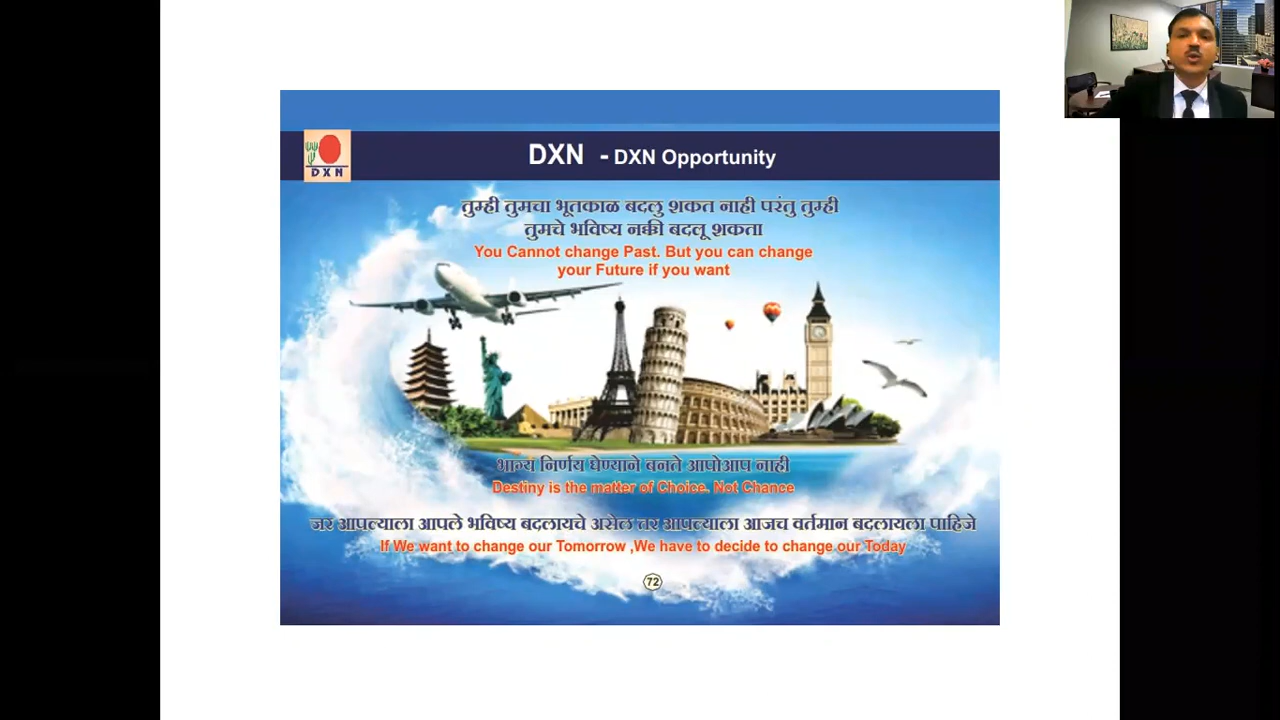 DXN
DXN - DXN Opportunity
तुम्ही तुमचा भूतकाळ बदलु शकत नाही परंतु तुम्ही
तुमचे भविष्य नक्की बदलू शकता
You Cannot change Past. But you can change
your Future if you want
भाग्य निर्णय घेण्याने बनते आपोआप नाही
Destiny is the matter of Choice. Not Chance
जर आपल्याला आपले भविष्य बदलायचे असेल तर आपल्याला आजच वर्तमान बदलायला पाहिजे
If We want to change our Tomorrow ,We have to decide to change our Today
72